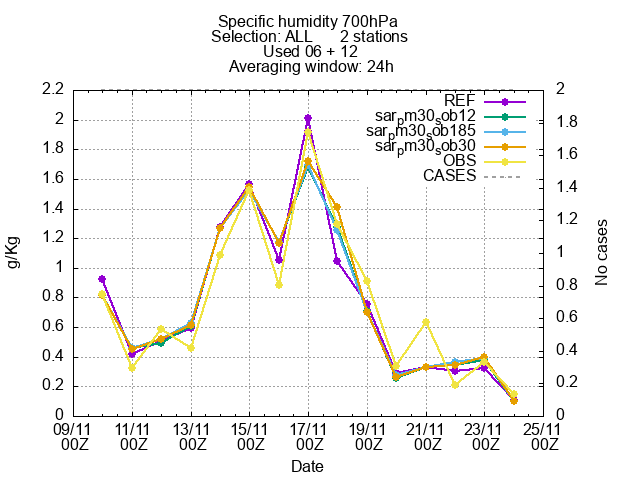 Specific humidity 700hPa
Selection: ALL 2 stations
Used 06 + 12
Averaging window: 24h
2.2
2
1.8
1.6
1.4
1.2
1
0.8
0.6
0.4
0.2
0
g/Kg
REF
sar_pm30_sob12
sar_pm30_sob185
sar_pm30_sob30
OBS
CASES
2
1.8
1.6
1.4
1.2
1
0.8
0.6
0.4
0.2
0
No cases
09/11 11/11 13/11 15/11 17/11 19/11 21/11 23/11 25/11
00Z 00Z 00Z 00Z 00Z 00Z 00Z 00Z 00Z
Date